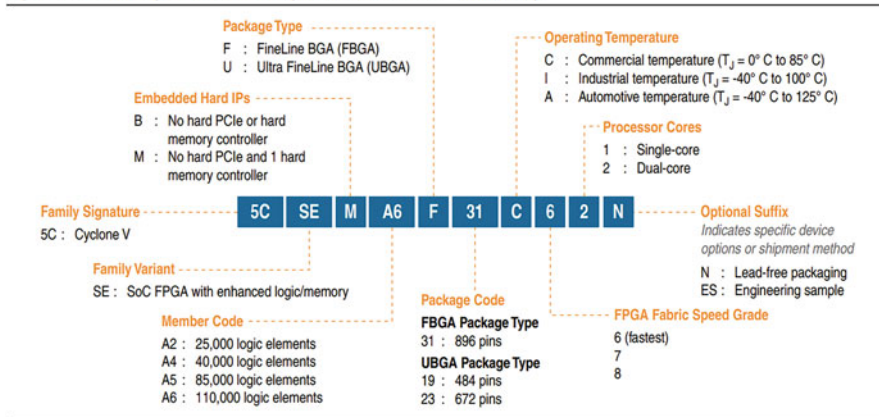 Package Type
F : FineLine BGA (FBGA)
U : Ultra FineLine BGA (UBGA)
Operating Temperature
C : Commercial temperature (TJ = 0° C to 85° C)
I : Industrial temperature (TJ = -40° C to 100° C)
A : Automotive temperature (TJ = -40° C to 125° C)
Embedded Hard IPs
B : No hard PCIe or hard
memory controller
M : No hard PCIe and 1 hard
memory controller
Processor Cores
1 : Single-core
2 : Dual-core
5C SE M A6 F 31 C 6 2 N
Family Signature
5C : Cyclone V
Optional Suffix
Indicates specific device
options or shipment method
N : Lead-free packaging
ES : Engineering sample
Family Variant
SE : SoC FPGA with enhanced logic/memory
Member Code
A2 : 25,000 logic elements
A4 : 40,000 logic elements
A5 : 85,000 logic elements
A6 : 110,000 logic elements
Package Code
FBGA Package Type
31 : 896 pins
UBGA Package Type
19 : 484 pins
23 : 672 pins
FPGA Fabric Speed Grade
6 (fastest)
7
8